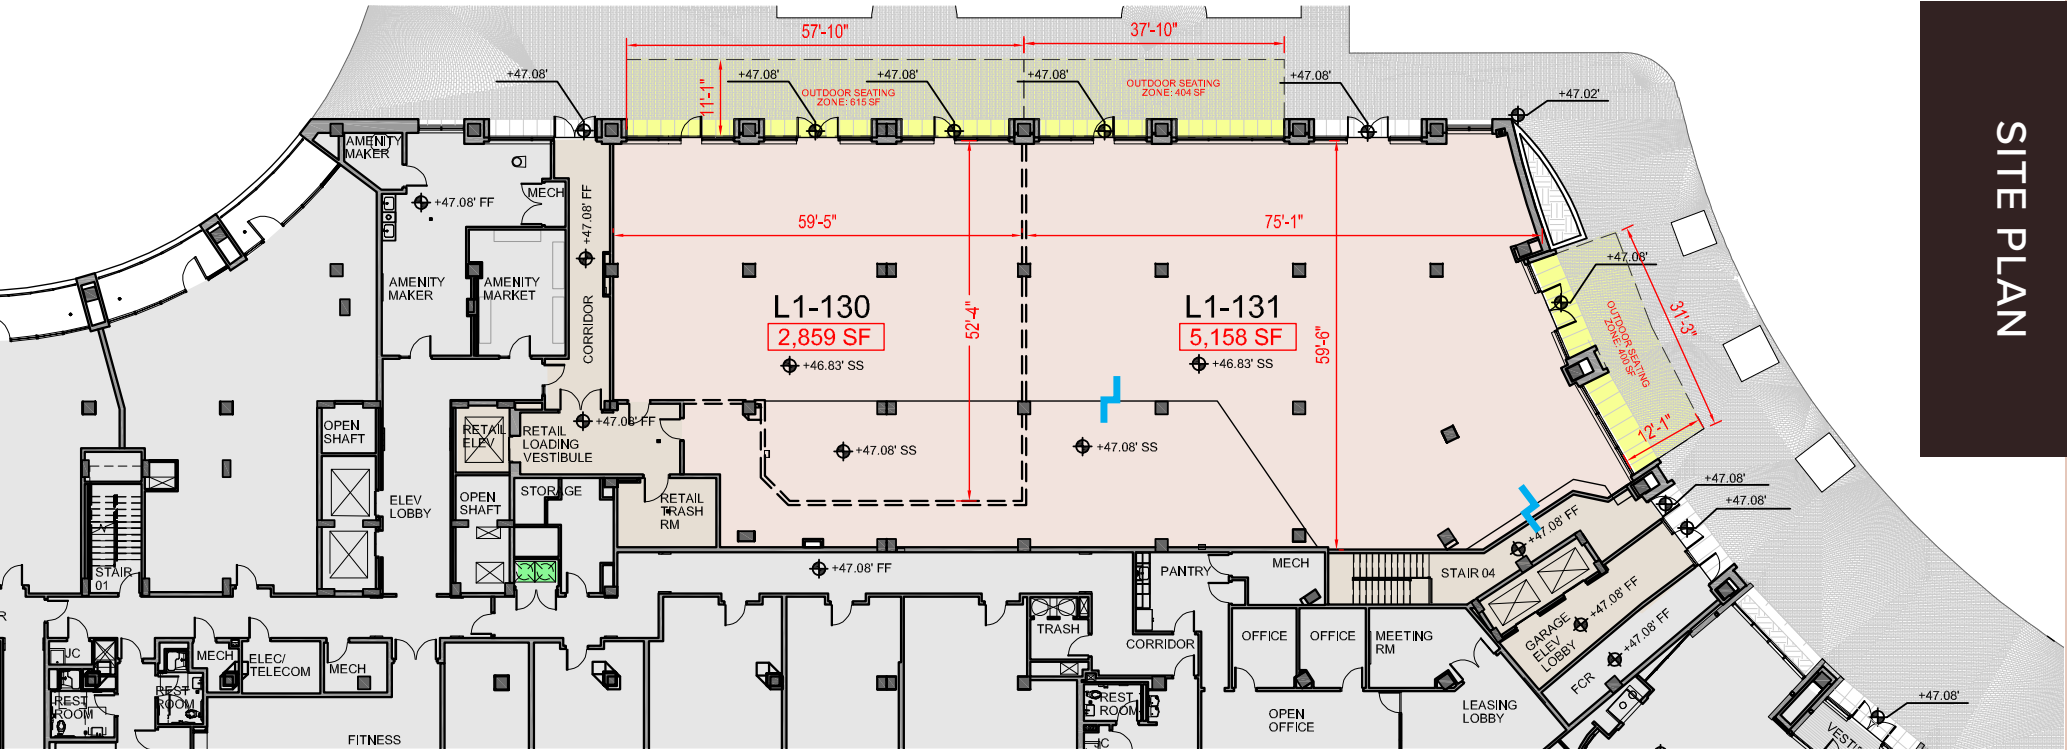 57'-10"
37'-10"
SITE PLAN
+47.08'
+47.08'
+47.08'
+47.08'
+47.08'
+47.02'
11'-1"
OUTDOOR SEATING
ZONE: 615 SF
OUTDOOR SEATING
ZONE: 404 SF
AMENITY
MAKER
MECH
+47.08' FF
+47.08' FF
59'-5"
75'-1"
+47.08'
AMENITY
MAKER
AMENITY
MARKET
CORRIDOR
L1-130
2,859 SF
+46.83' SS
52'-4"
L1-131
5,158 SF
+46.83' SS
59'-6"
OUTDOOR SEATING
ZONE: 400 SF
31'-3"
12'-1"
OPEN
SHAFT
RETAIL
ELEV
RETAIL
LOADING
VESTIBULE
+47.08' FF
+47.08' SS
+47.08' SS
ELEV
LOBBY
OPEN
SHAFT
STORAGE
RETAIL
TRASH
RM
+47.08'
+47.08'
+47.08' FF
STAIR
01
+47.08' FF
PANTRY
MECH
STAIR 04
+47.08' FF
GARAGE
ELEV
LOBBY
+47.08' FF
FCR
R
JC
MECH
ELEC/
TELECOM
MECH
REST
ROOM
REST
ROOM
FITNESS
TRASH
CORRIDOR
OFFICE
OFFICE
MEETING
RM
REST
ROOM
JC
OPEN
OFFICE
LEASING
LOBBY
+47.08'
VESTI